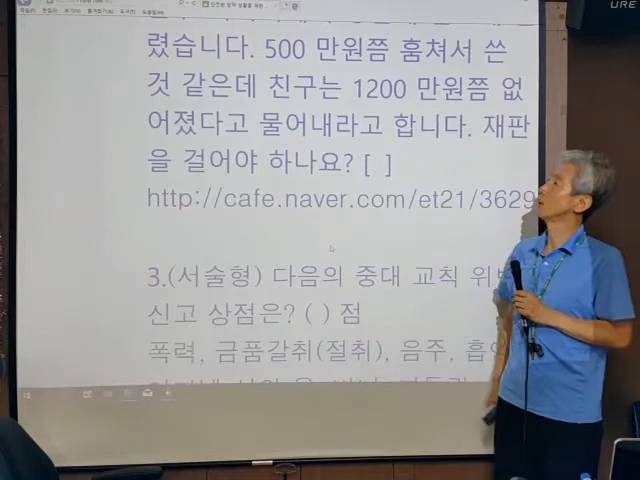 렸습니다. 500 만원쯤 훔쳐서 쓴
것 같은데 친구는 1200 만원쯤 없
어졌다고 물어내라고 합니다. 재판
을 걸어야 하나요? [ ]
http://cafe.naver.com/et21/3629
3.(서술형) 다음의 중대 교칙
신고 상점은? ( ) 점
폭력, 금품갈취(절취), 음주,
URE